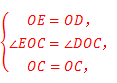 OE = OD,
∠EOC = ∠DOC,
OC = OC,